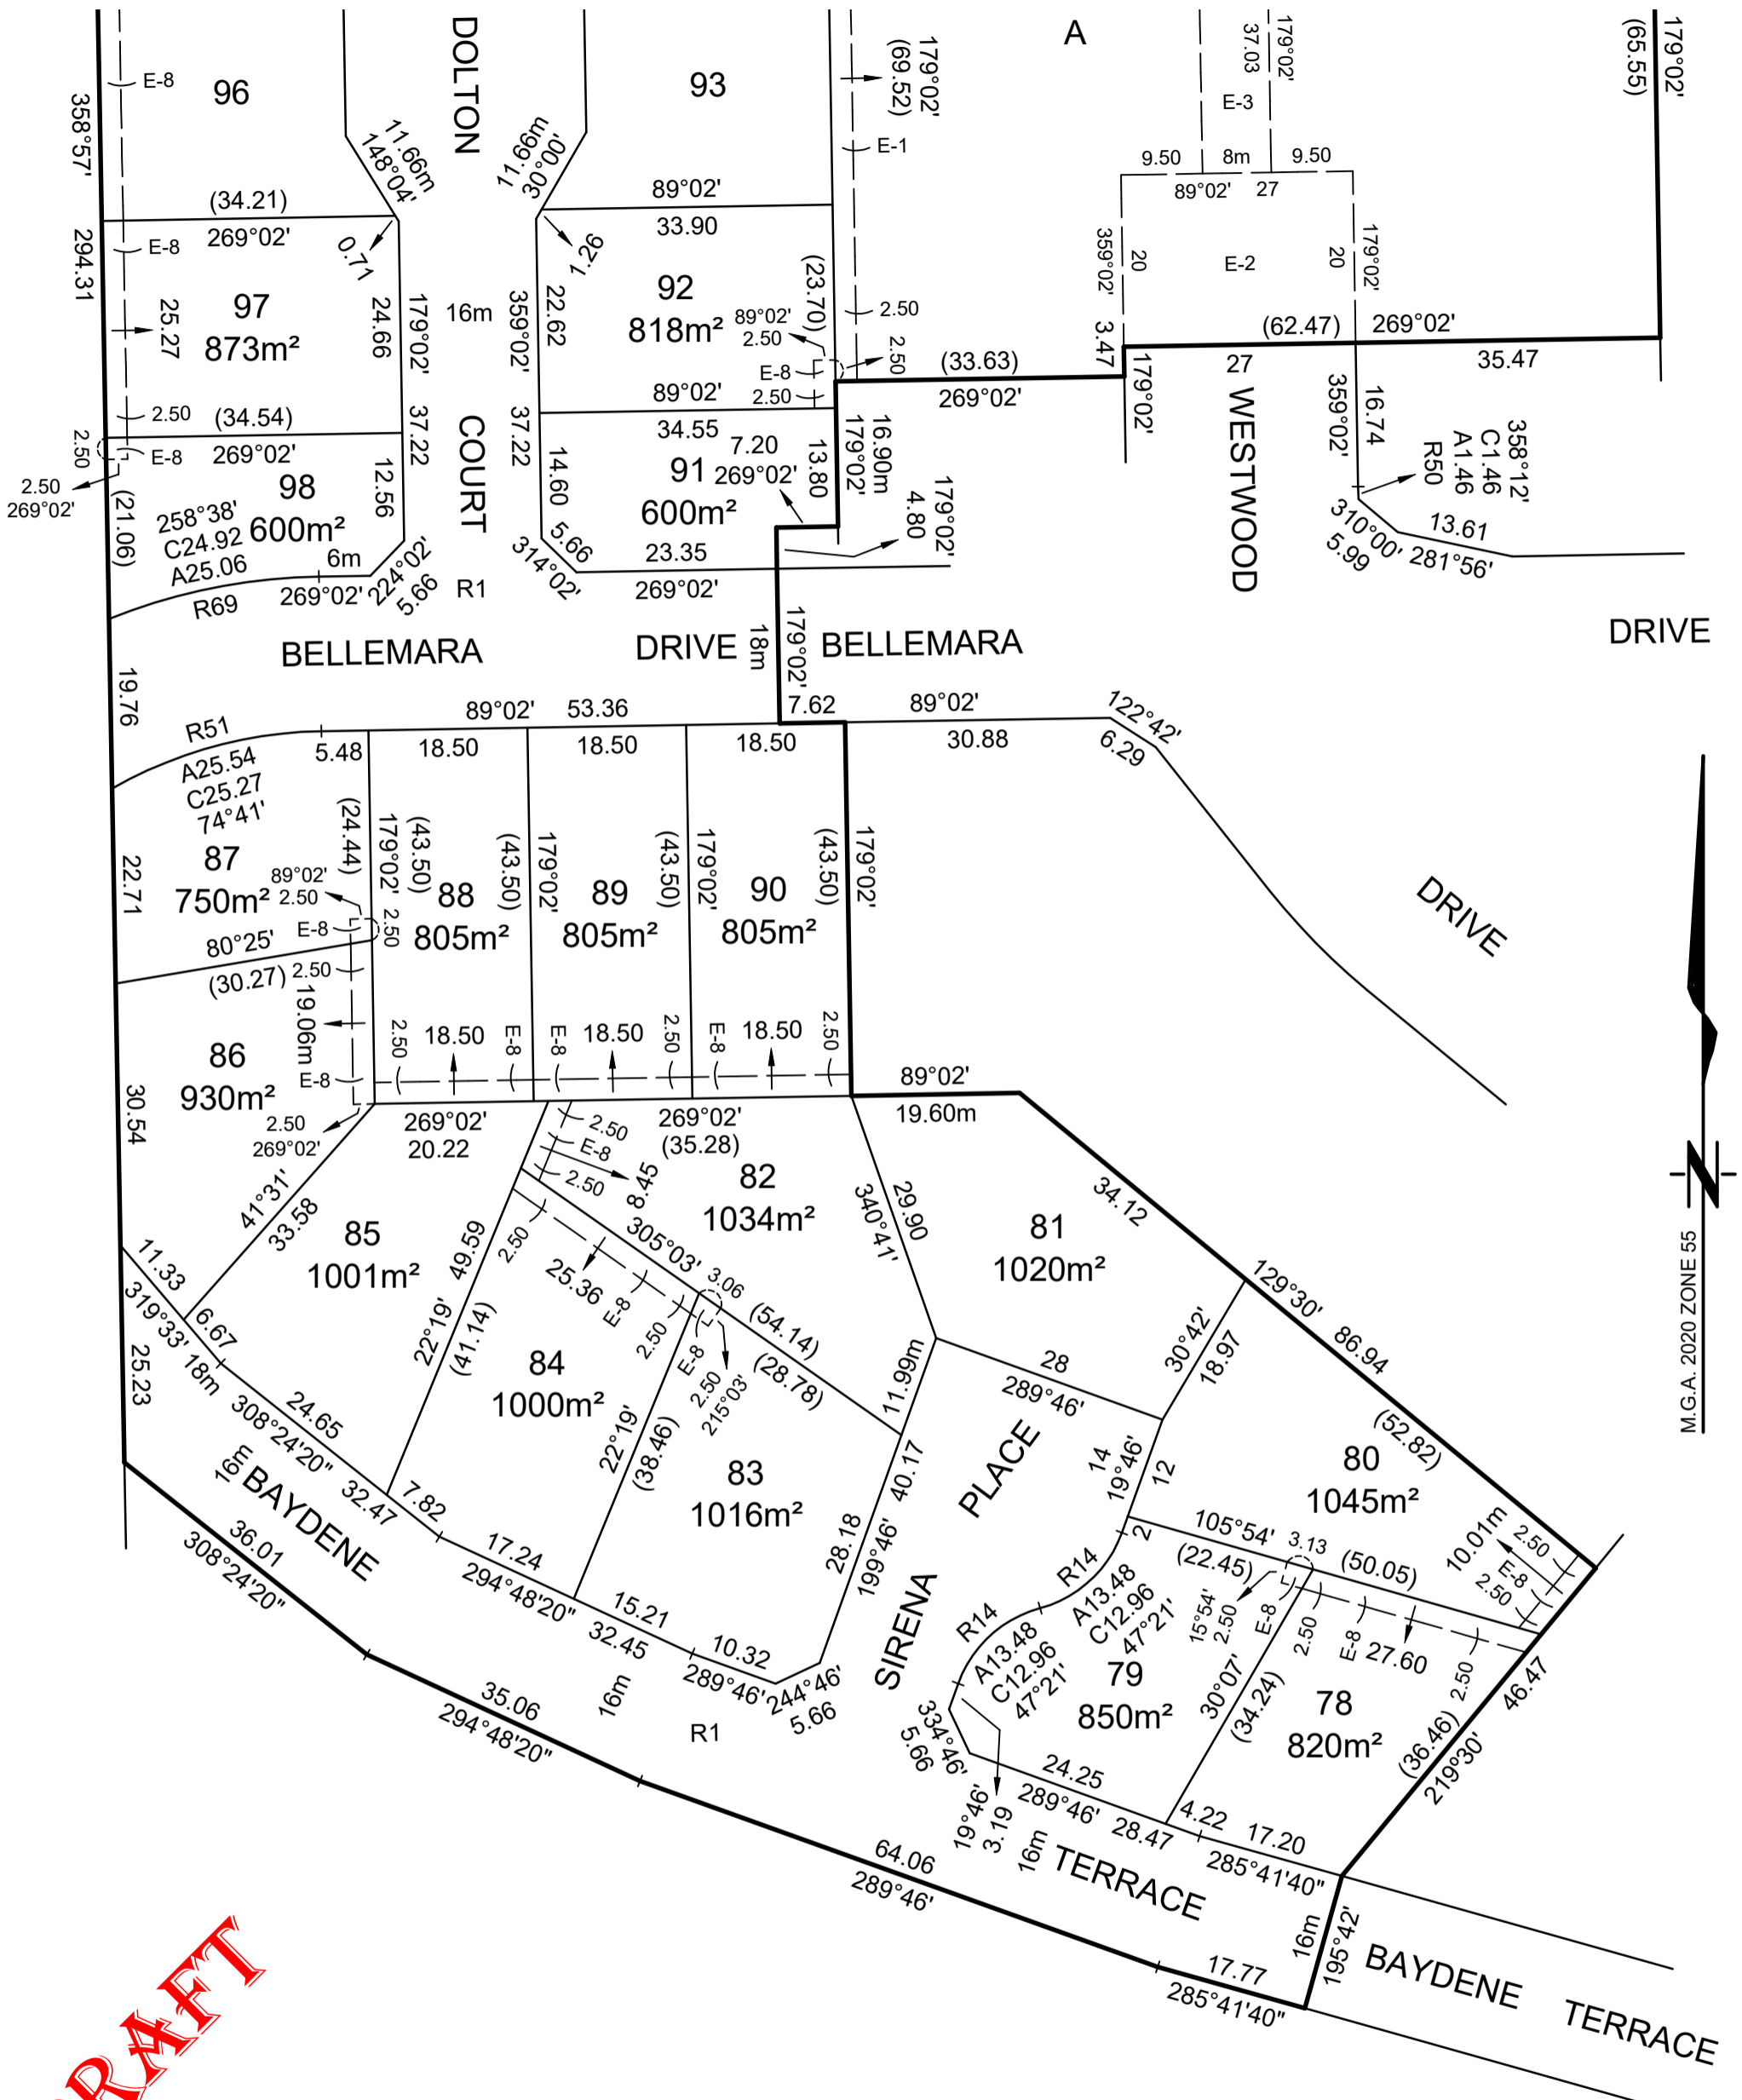 DOLTON
COURT
A
179°02'
(69.52)
179°02'
37.03
E-3
179°02'
(65.55)
96
E-8
358°57'
294.31
11.66m
148°04'
11.66m
30°00'
93
E-1
9.50
8m
9.50
89°02'
27
359°02'
20
E-2
20
179°02'
(34.21)
269°02'
0.71
89°02'
33.90
1.26
E-8
97
873m²
25.27
24.66
179°02'
37.22
16m
359°02'
37.22
22.62
92
818m²
(23.70)
89°02'
2.50
E-8
2.50
2.50
2.50
(33.63)
269°02'
3.47
179°02'
(62.47)
269°02'
27
35.47
WESTWOOD
359°02'
16.74
358°12'
C1.46
A1.46
R50
310°00'
5.99
13.61
281°56'
2.50
(34.54)
269°02'
2.50
E-8
2.50
269°02'
(21.06)
98
600m²
12.56
258°38'
C24.92
A25.06
6m
R69
269°02'
224°02'
5.66
R1
89°02'
34.55
91
600m²
7.20
269°02'
13.80
16.90m
179°02'
14.60
5.66
314°02'
23.35
269°02'
179°02'
4.80
BELLEMARA
DRIVE
18m
179°02'
BELLEMARA
DRIVE
19.76
R51
A25.54
C25.27
74°41'
5.48
89°02'
53.36
7.62
89°02'
30.88
122°42'
6.29
18.50
18.50
18.50
22.71
87
750m²
(24.44)
179°02'
89°02'
2.50
E-8
2.50
80°25'
(30.27)
2.50
(43.50)
88
805m²
(43.50)
179°02'
89
805m²
(43.50)
179°02'
90
805m²
(43.50)
179°02'
DRIVE
30.54
86
930m²
19.06m
E-8
2.50
269°02'
2.50
18.50
E-8
E-8
18.50
2.50
E-8
18.50
2.50
269°02'
20.22
269°02'
(35.28)
89°02'
19.60m
2.50
E-8
2.50
8.45
41°31'
33.58
85
1001m²
49.59
22°19'
(41.14)
82
1034m²
305°03'
3.06
(54.14)
(28.78)
340°41'
29.90
81
1020m²
34.12
129°30'
86.94
(52.82)
M.G.A. 2020 ZONE 55
N
11.33
319°33'
18m
6.67
25.23
24.65
308°24'20"
32.47
7.82
16m
BAYDENE
2.50
25.36
E-8
2.50
84
1000m²
22°19'
(38.46)
E-8
2.50
215°03'
83
1016m²
11.99m
40.17
28.18
199°46'
28
289°46'
30°42'
18.97
PLACE
SIRENA
14
19°46'
12
2
80
1045m²
105°54'
3.13
(22.45)
(50.05)
10.01m
2.50
E-8
2.50
36.01
308°24'20"
17.24
294°48'20"
15.21
32.45
10.32
289°46'
244°46'
5.66
35.06
294°48'20"
16m
R1
R14
A13.48
C12.96
47°21'
R14
A13.48
C12.96
47°21'
334°46'
5.66
19°46'
3.19
79
850m²
15°54'
2.50
E-8
2.50
E-8
27.60
2.50
30°07'
(34.24)
78
820m²
(36.46)
219°30'
46.47
24.25
289°46'
28.47
4.22
17.20
285°41'40"
16m
TERRACE
64.06
289°46'
17.77
285°41'40"
16m
195°42'
BAYDENE TERRACE
RAFT